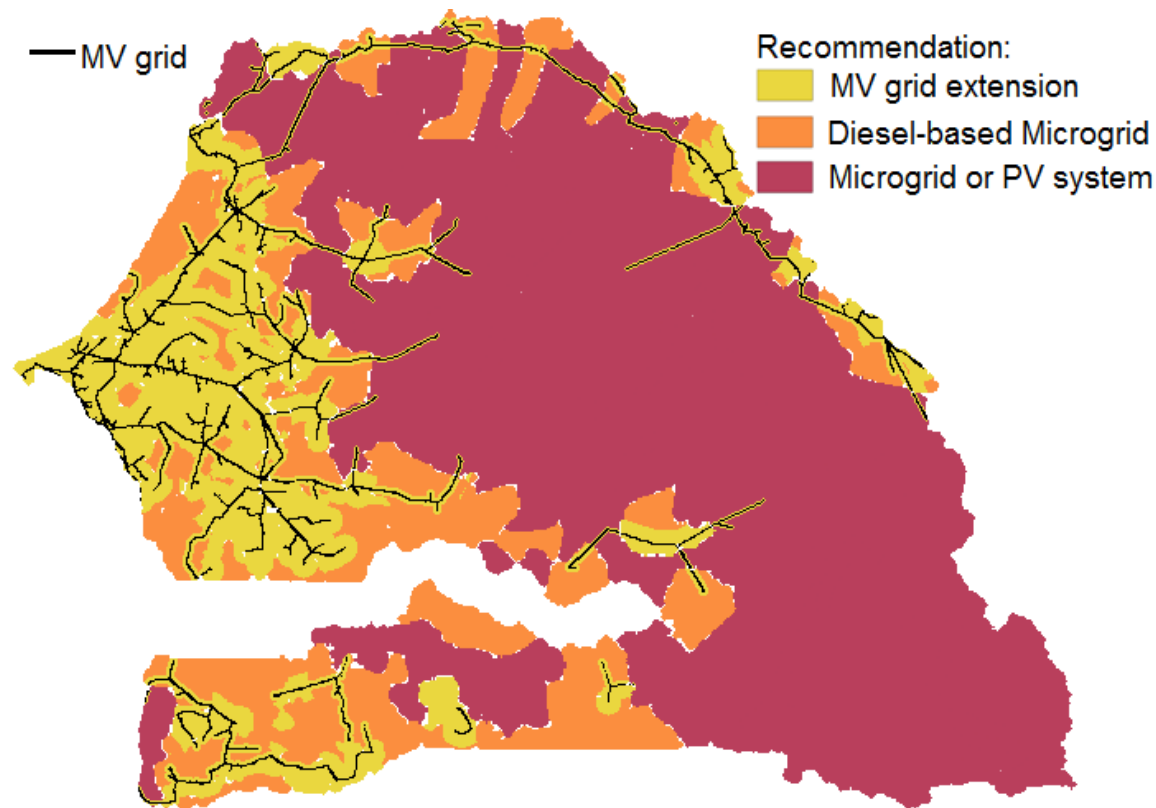 MV grid
Recommendation:
MV grid extension
Diesel-based Microgrid
Microgrid or PV system